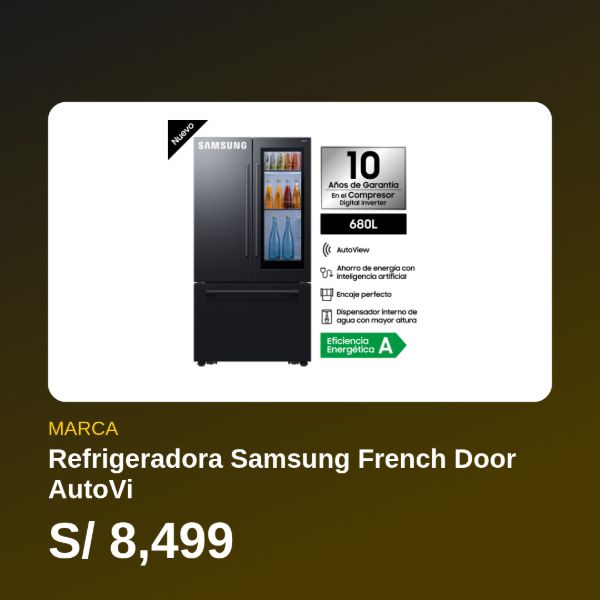 Nuevo
SAMSUNG
10
Años de Garantía
En el Compresor
Digital Inverter
680L
AutoView
Ahorro de energía con
inteligencia artificial
Encaje perfecto
Dispensador interno de
agua con mayor altura
Eficiencia
Energética A
MARCA
Refrigeradora Samsung French Door
AutoVi
S/ 8,499